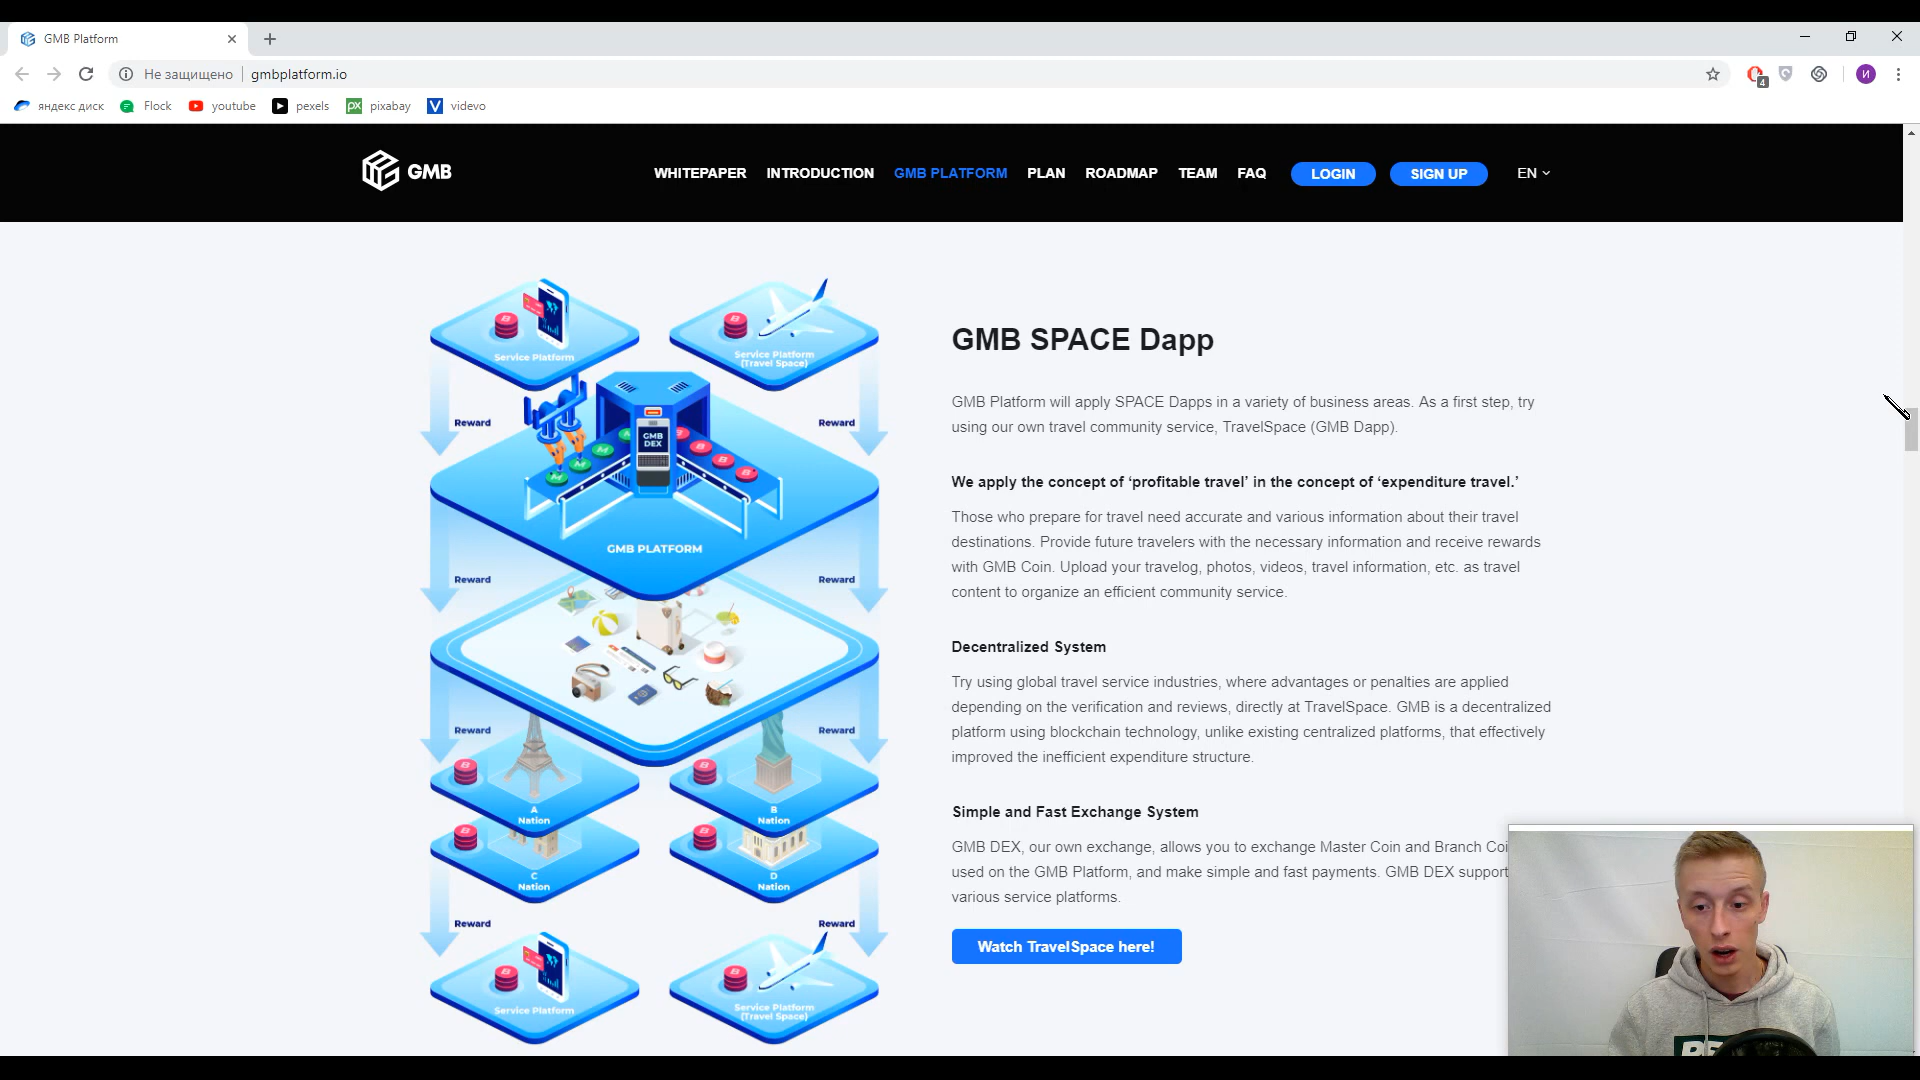 GMB Platform
Не защищено
gmbplatform.io
4
И
яндекс диск
Flock
youtube
pexels
px
pixabay
V
videvo
GMB
WHITEPAPER
INTRODUCTION
GMB PLATFORM
PLAN
ROADMAP
TEAM
FAQ
LOGIN
SIGN UP
EN
B
Service Platform
B
Service Platform
(Travel Space)
Reward
Reward
GMB
DEX
M
M
M
B
B
B
B
GMB PLATFORM
Reward
Reward
Reward
Reward
B
A
Nation
B
B
Nation
B
C
Nation
B
D
Nation
Reward
Reward
B
Service Platform
B
Service Platform
(Travel Space)
GMB SPACE Dapp
GMB Platform will apply SPACE Dapps in a variety of business areas. As a first step, try
using our own travel community service, TravelSpace (GMB Dapp).
We apply the concept of ‘profitable travel’ in the concept of ‘expenditure travel.’
Those who prepare for travel need accurate and various information about their travel
destinations. Provide future travelers with the necessary information and receive rewards
with GMB Coin. Upload your travelog, photos, videos, travel information, etc. as travel
content to organize an efficient community service.
Decentralized System
Try using global travel service industries, where advantages or penalties are applied
depending on the verification and reviews, directly at TravelSpace. GMB is a decentralized
platform using blockchain technology, unlike existing centralized platforms, that effectively
improved the inefficient expenditure structure.
Simple and Fast Exchange System
GMB DEX, our own exchange, allows you to exchange Master Coin and Branch Coi
used on the GMB Platform, and make simple and fast payments. GMB DEX support
various service platforms.
Watch TravelSpace here!